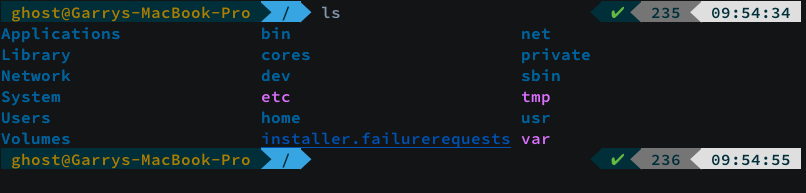 ghost@Garrys-MacBook-Pro / ls ✔ 235 09:54:34
Applications bin net
Library cores private
Network dev sbin
System etc tmp
Users home usr
Volumes installer.failurerequests var
ghost@Garrys-MacBook-Pro / ✔ 236 09:54:55